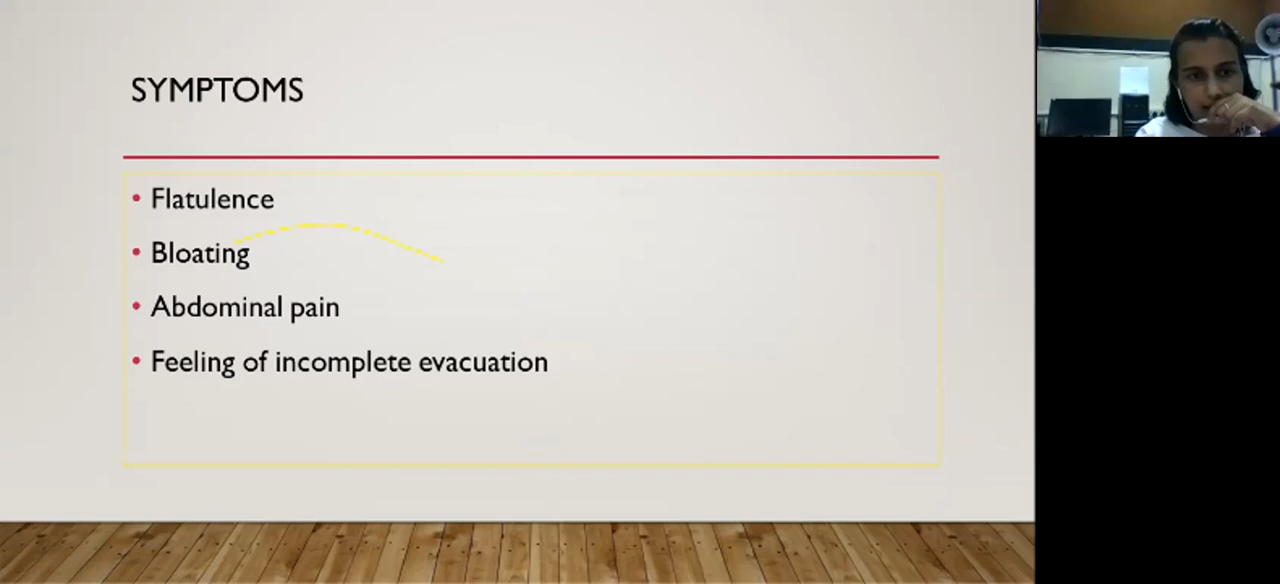 SYMPTOMS
• Flatulence
• Bloating
• Abdominal pain
• Feeling of incomplete evacuation